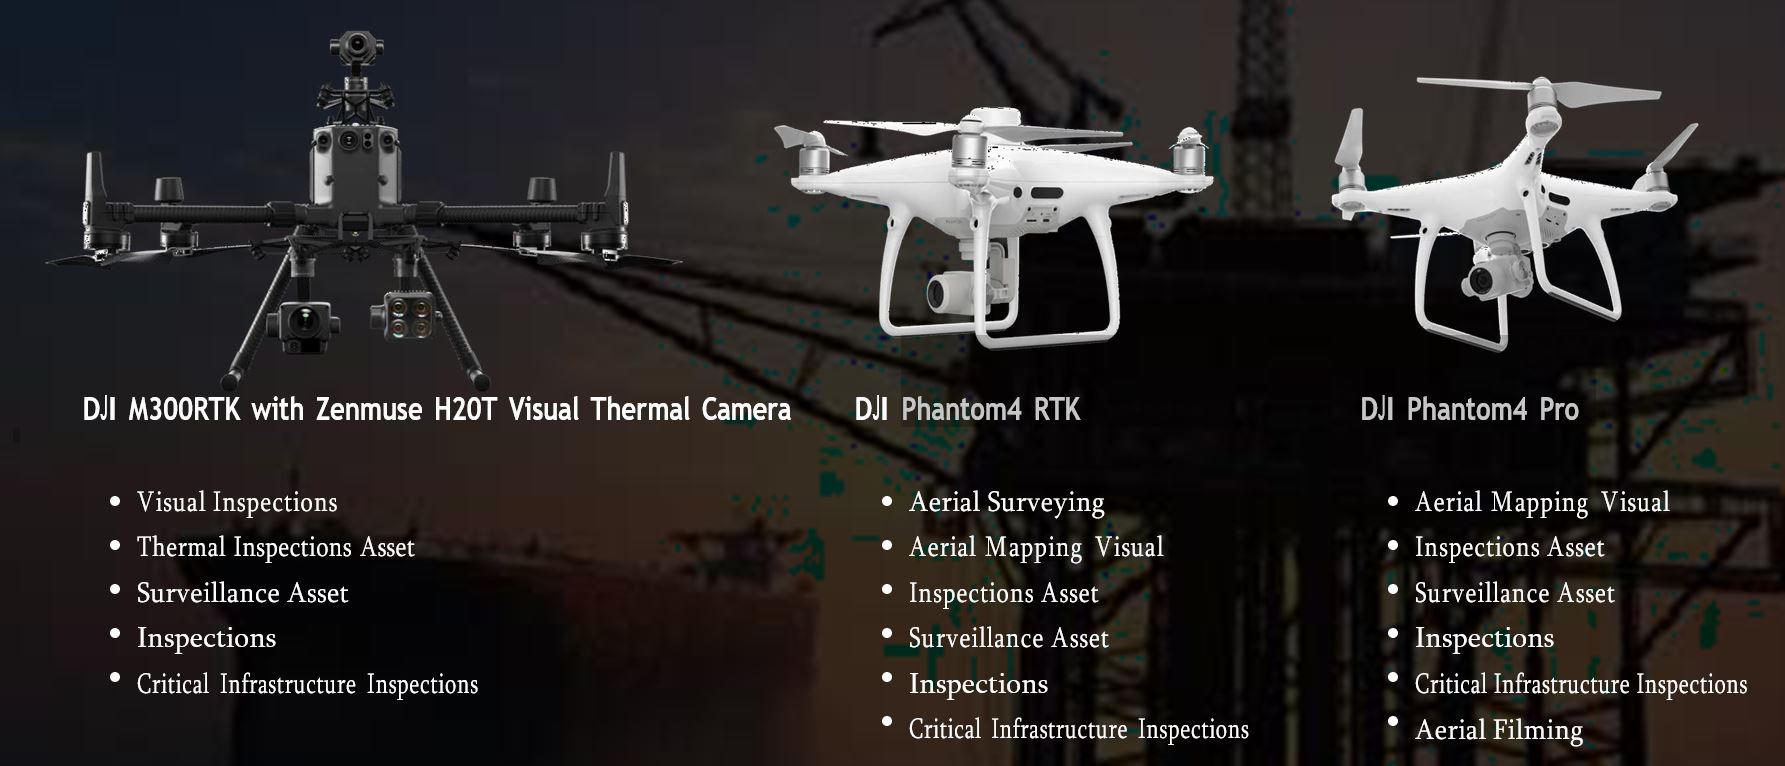 DJI M300RTK with Zenmuse H20T Visual Thermal Camera
• Visual Inspections
• Thermal Inspections Asset
• Surveillance Asset
• Inspections
• Critical Infrastructure Inspections
DJI Phantom4 RTK
• Aerial Surveying
• Aerial Mapping Visual
• Inspections Asset
• Surveillance Asset
• Inspections
• Critical Infrastructure Inspections
DJI Phantom4 Pro
• Aerial Mapping Visual
• Inspections Asset
• Surveillance Asset
• Inspections
• Critical Infrastructure Inspections
• Aerial Filming